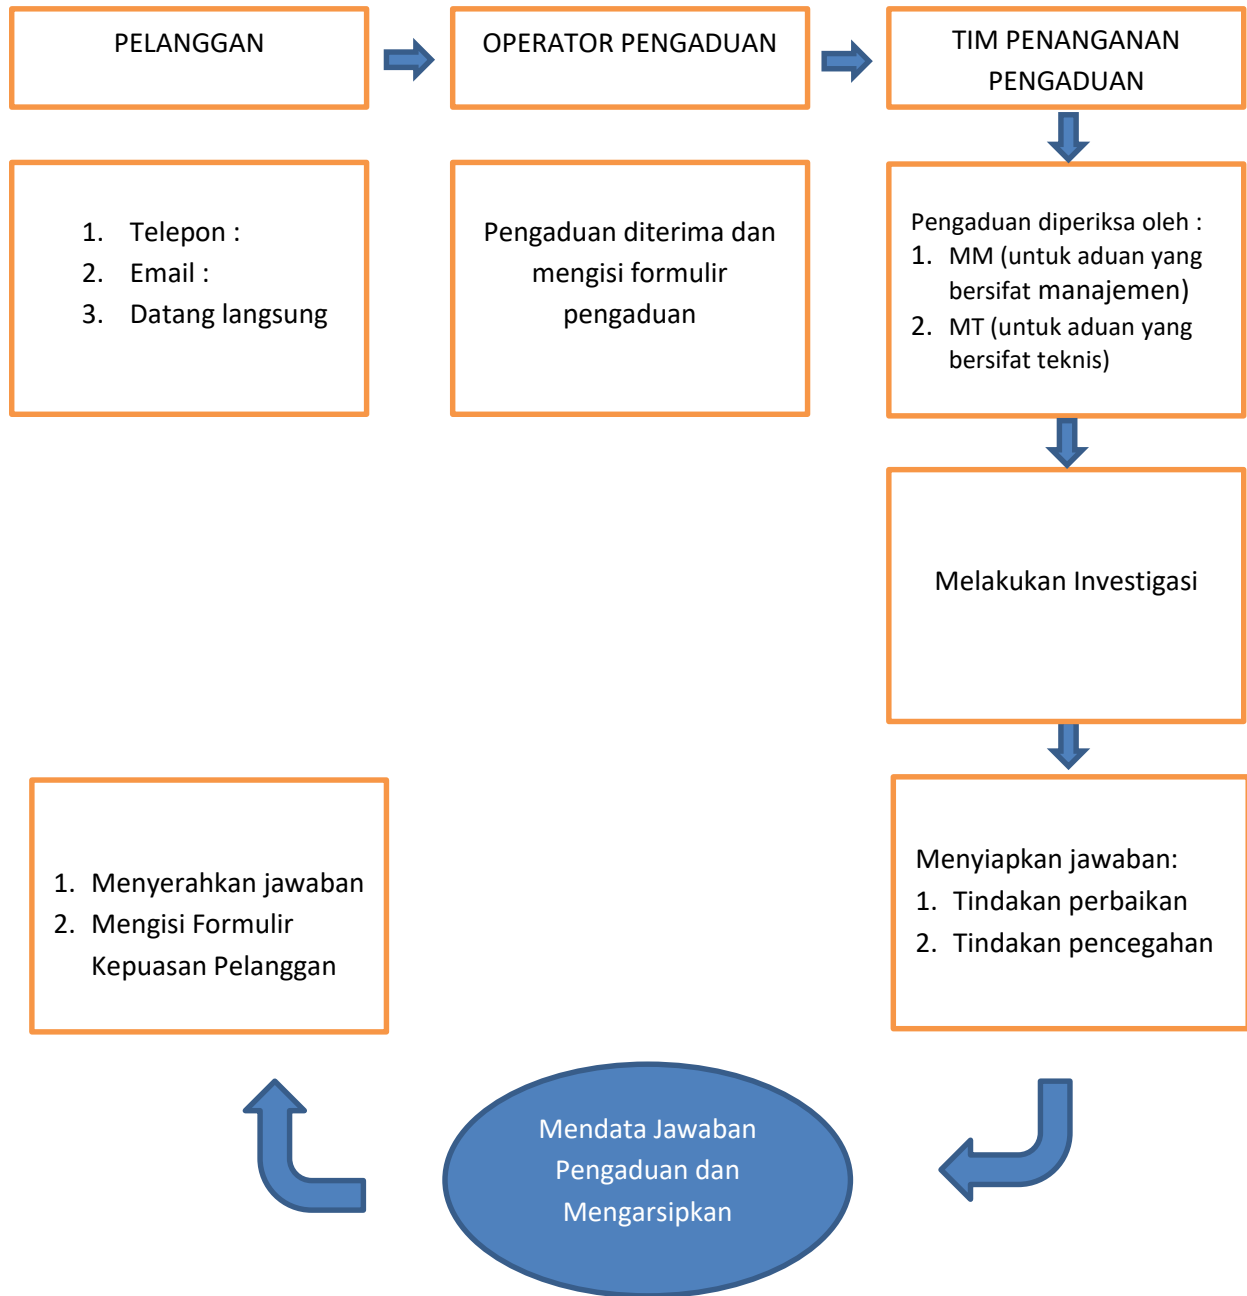 PELANGGAN
OPERATOR PENGADUAN
TIM PENANGANAN
PENGADUAN
1. Telepon :
2. Email :
3. Datang langsung
Pengaduan diterima dan
mengisi formulir
pengaduan
Pengaduan diperiksa oleh :
1. MM (untuk aduan yang
bersifat manajemen)
2. MT (untuk aduan yang
bersifat teknis)
Melakukan Investigasi
Menyiapkan jawaban:
1. Tindakan perbaikan
2. Tindakan pencegahan
Mendata Jawaban
Pengaduan dan
Mengarsipkan
1. Menyerahkan jawaban
2. Mengisi Formulir
Kepuasan Pelanggan